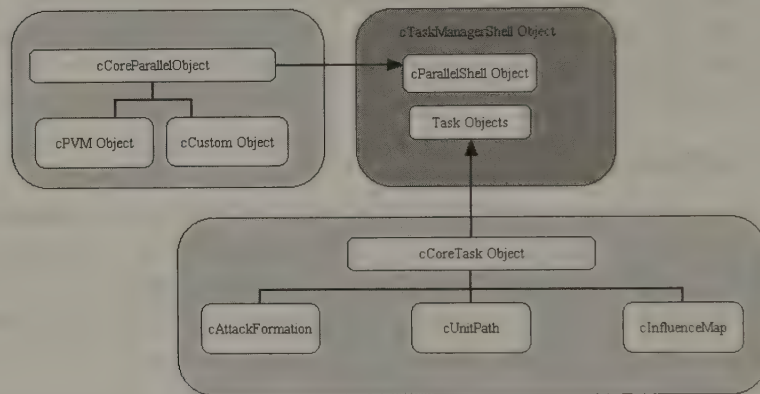 cTaskManagerShell Object
cCoreParallelObject
cParallelShell Object
cPVM Object
cCustom Object
Task Objects
cCoreTask Object
cAttackFormation
cUnitPath
cInfluenceMap